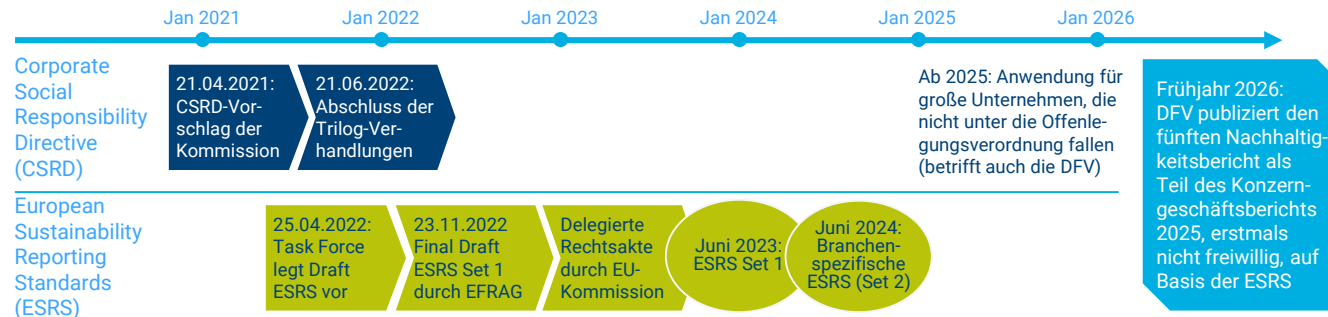 Jan 2021
Jan 2022
Jan 2023
Jan 2024
Jan 2025
Jan 2026
Corporate
Social
Responsibility
Directive
(CSRD)
21.04.2021:
CSRD-Vor-
schlag der
Kommission
21.06.2022:
Abschluss der
Trilog-Ver-
handlungen
Ab 2025: Anwendung für
große Unternehmen, die
nicht unter die Offenle-
gungsverordnung fallen
(betrifft auch die DFV)
Frühjahr 2026:
DFV publiziert den
fünften Nachhaltig-
keitsbericht als
Teil des Konzern-
geschäftsberichts
2025, erstmals
nicht freiwillig, auf
Basis der ESRS
European
Sustainability
Reporting
Standards
(ESRS)
25.04.2022:
Task Force
legt Draft
ESRS vor
23.11.2022
Final Draft
ESRS Set 1
durch EFRAG
Delegierte
Rechtsakte
durch EU-
Kommission
Juni 2023:
ESRS Set 1
Juni 2024:
Branchen-
spezifische
ESRS (Set 2)